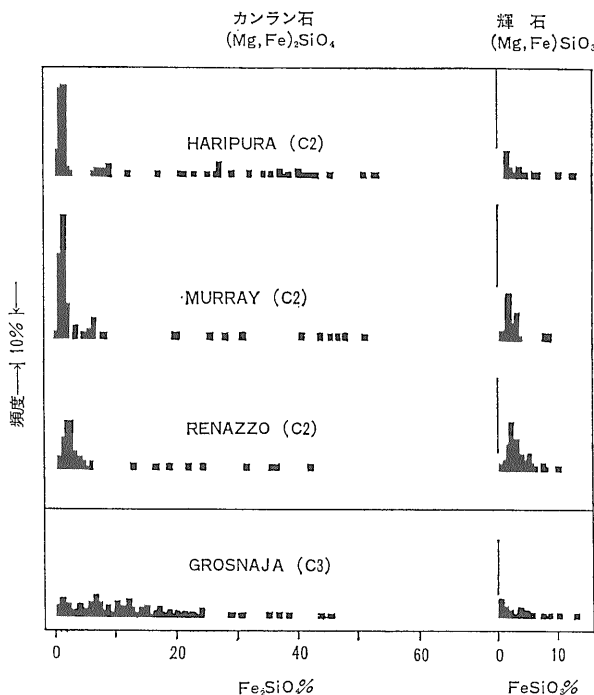 カンラン石
(Mg,Fe)₂SiO₄
輝 石
(Mg,Fe)SiO₃
HARIPURA (C2)
MURRAY (C2)
RENAZZO (C2)
GROSNAJA (C3)
頻度→|10%|←
0 20 40 60
0 10
Fe₂SiO₄%
FeSiO₃%